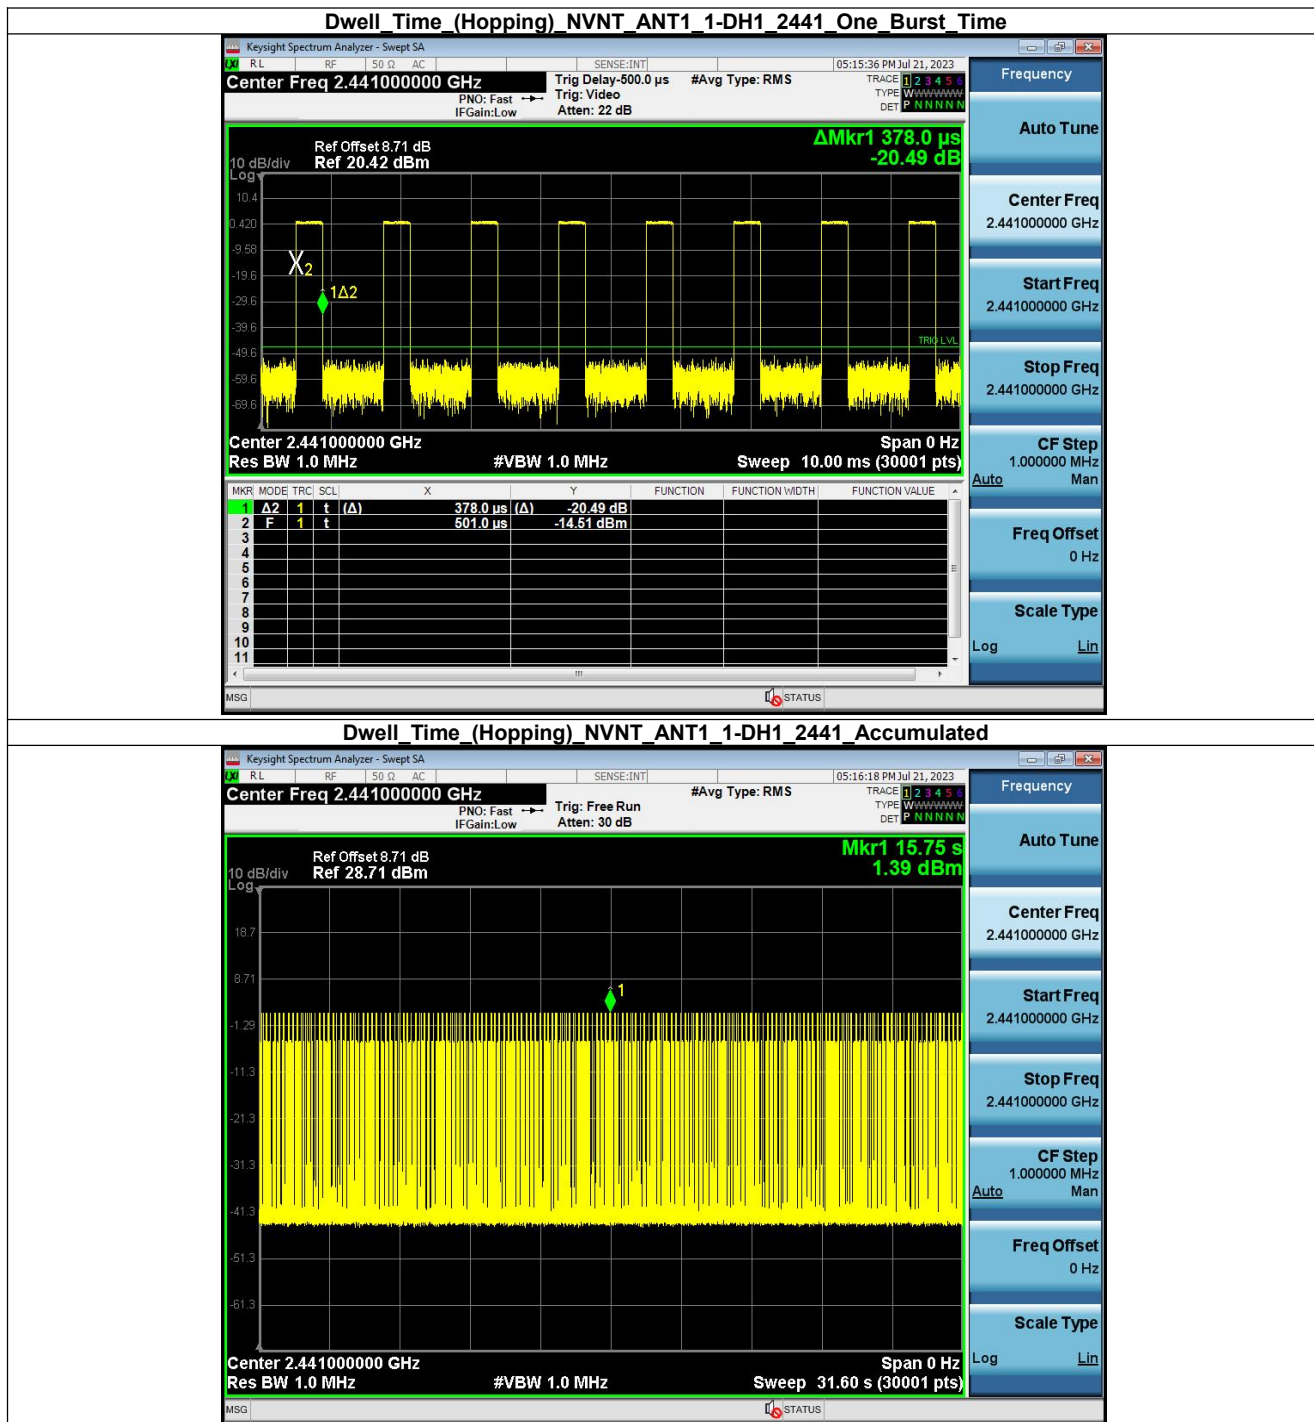 Dwell_Time_(Hopping)_NVNT_ANT1_1-DH1_2441_One_Burst_Time
Keysight Spectrum Analyzer - Swept SA
LXI RL RF 50 Ω AC SENSE:INT 05:15:36 PM Jul 21, 2023
Center Freq 2.441000000 GHz
PNO: Fast
IFGain:Low
Trig Delay-500.0 µs
Trig: Video
Atten: 22 dB
#Avg Type: RMS
TRACE 1 2 3 4 5 6
TYPE WWWWWW
DET P N N N N N
Ref Offset 8.71 dB
10 dB/div Ref 20.42 dBm
Log
ΔMkr1 378.0 µs
-20.49 dB
10.4
0.420
-9.58
-19.6
-29.6
-39.6
-49.6
-59.6
-69.6
X2
1Δ2
TRIG LVL
Center 2.441000000 GHz Span 0 Hz
Res BW 1.0 MHz #VBW 1.0 MHz Sweep 10.00 ms (30001 pts)
MKR MODE TRC SCL X Y FUNCTION FUNCTION WIDTH FUNCTION VALUE
1 Δ2 1 t (Δ) 378.0 µs (Δ) -20.49 dB
2 F 1 t 501.0 µs -14.51 dBm
3
4
5
6
7
8
9
10
11
MSG STATUS
Frequency
Auto Tune
Center Freq
2.441000000 GHz
Start Freq
2.441000000 GHz
Stop Freq
2.441000000 GHz
CF Step
1.000000 MHz
Auto Man
Freq Offset
0 Hz
Scale Type
Log Lin
Dwell_Time_(Hopping)_NVNT_ANT1_1-DH1_2441_Accumulated
Keysight Spectrum Analyzer - Swept SA
LXI RL RF 50 Ω AC SENSE:INT 05:16:18 PM Jul 21, 2023
Center Freq 2.441000000 GHz
PNO: Fast
IFGain:Low
Trig: Free Run
Atten: 30 dB
#Avg Type: RMS
TRACE 1 2 3 4 5 6
TYPE WWWWWW
DET P N N N N N
Ref Offset 8.71 dB
10 dB/div Ref 28.71 dBm
Log
Mkr1 15.75 s
1.39 dBm
18.7
8.71
-1.29
-11.3
-21.3
-31.3
-41.3
-51.3
-61.3
1
Center 2.441000000 GHz Span 0 Hz
Res BW 1.0 MHz #VBW 1.0 MHz Sweep 31.60 s (30001 pts)
MSG STATUS
Frequency
Auto Tune
Center Freq
2.441000000 GHz
Start Freq
2.441000000 GHz
Stop Freq
2.441000000 GHz
CF Step
1.000000 MHz
Auto Man
Freq Offset
0 Hz
Scale Type
Log Lin